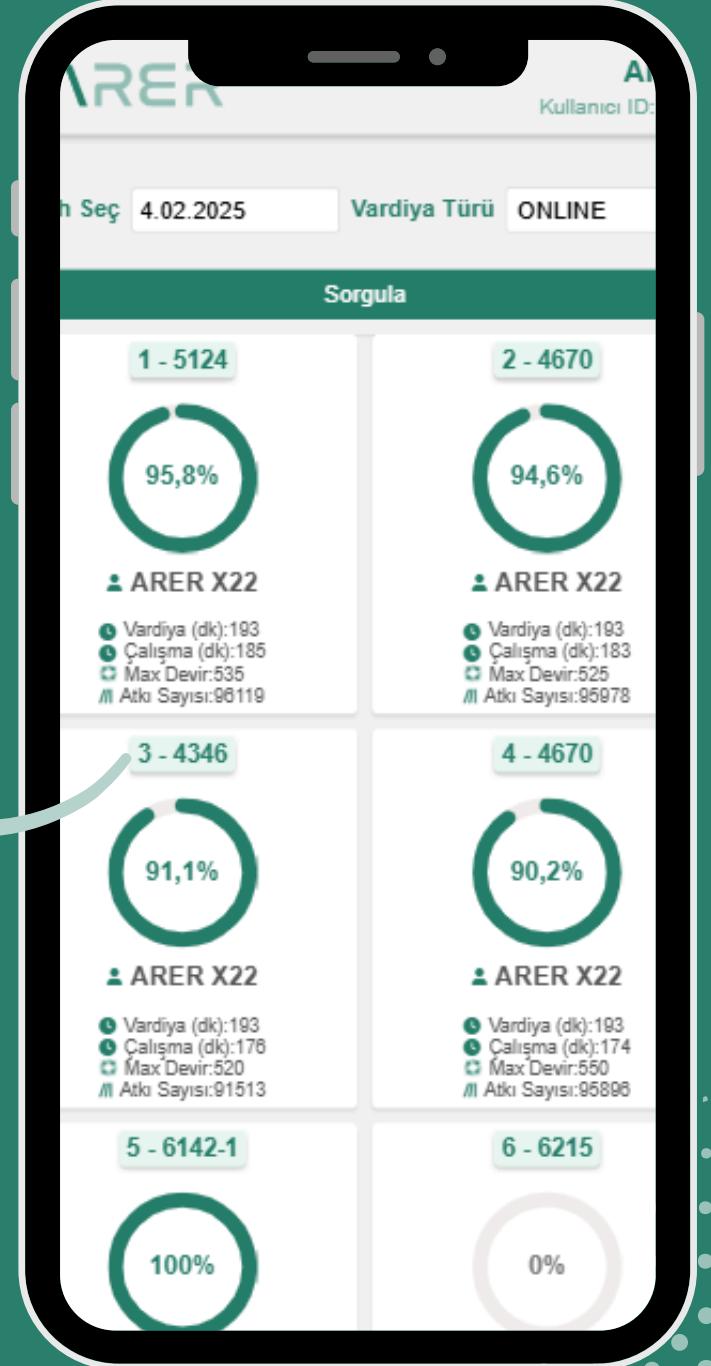 ARER
Kullanıcı ID:
Seç 4.02.2025 Vardiya Türü ONLINE
Sorgula
1 - 5124
95,8%
ARER X22
Vardiya (dk):193
Çalışma (dk):185
Max Devir:535
Atkı Sayısı:96119
2 - 4670
94,6%
ARER X22
Vardiya (dk):193
Çalışma (dk):183
Max Devir:525
Atkı Sayısı:95978
3 - 4346
91,1%
ARER X22
Vardiya (dk):193
Çalışma (dk):176
Max Devir:520
Atkı Sayısı:91513
4 - 4670
90,2%
ARER X22
Vardiya (dk):193
Çalışma (dk):174
Max Devir:550
Atkı Sayısı:95896
5 - 6142-1
100%
6 - 6215
0%